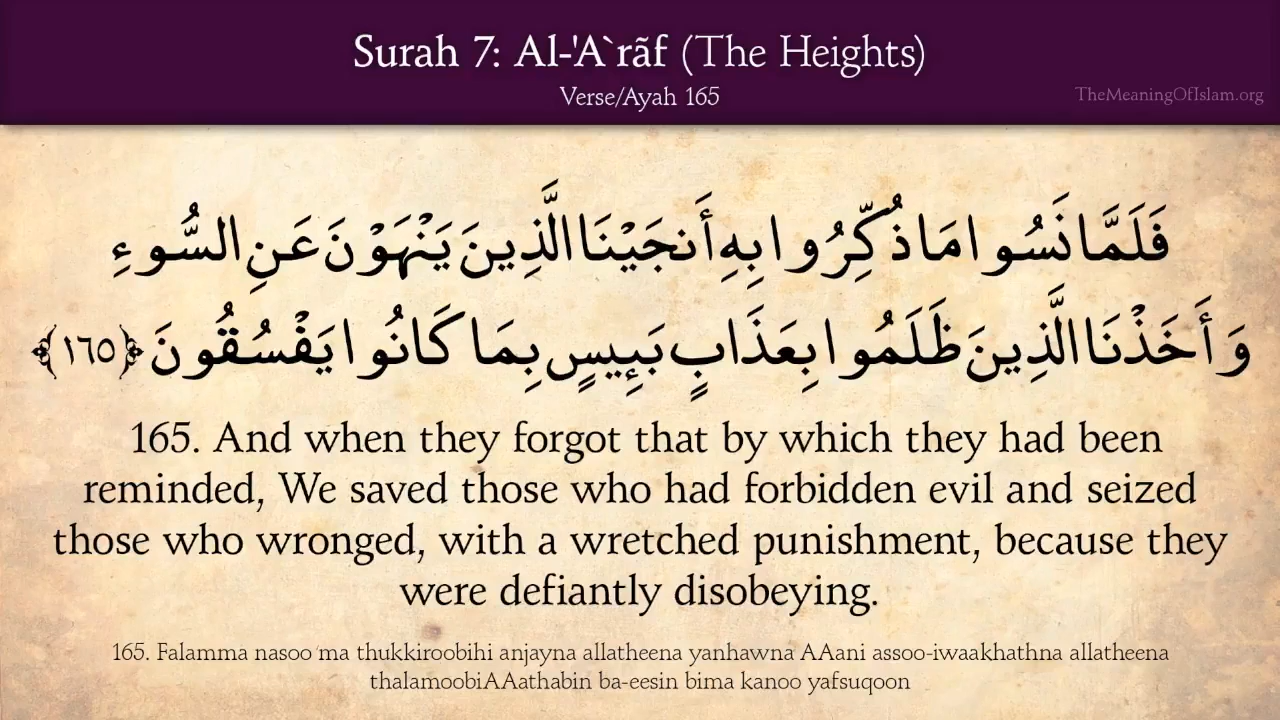 Surah 7: Al-'A`rãf (The Heights)
Verse/Ayah 165
TheMeaningOfIslam.org
فَلَمَّا نَسُوا مَا ذُكِّرُوا بِهِ أَنجَيْنَا الَّذِينَ يَنْهَوْنَ عَنِ السُّوءِ
وَأَخَذْنَا الَّذِينَ ظَلَمُوا بِعَذَابٍ بَئِيسٍ بِمَا كَانُوا يَفْسُقُونَ ﴿١٦٥﴾
165. And when they forgot that by which they had been
reminded, We saved those who had forbidden evil and seized
those who wronged, with a wretched punishment, because they
were defiantly disobeying.
165. Falamma nasoo ma thukkiroobihi anjayna allatheena yanhawna AAani assoo-iwaakhathna allatheena
thalamoobiAAathabin ba-eesin bima kanoo yafsuqoon